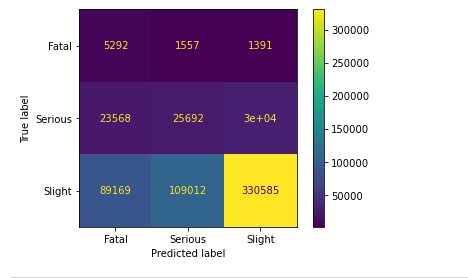 Fatal 5292 1557 1391
Serious 23568 25692 3e+04
Slight 89169 109012 330585
Fatal Serious Slight
Predicted label
True label
300000
250000
200000
150000
100000
50000